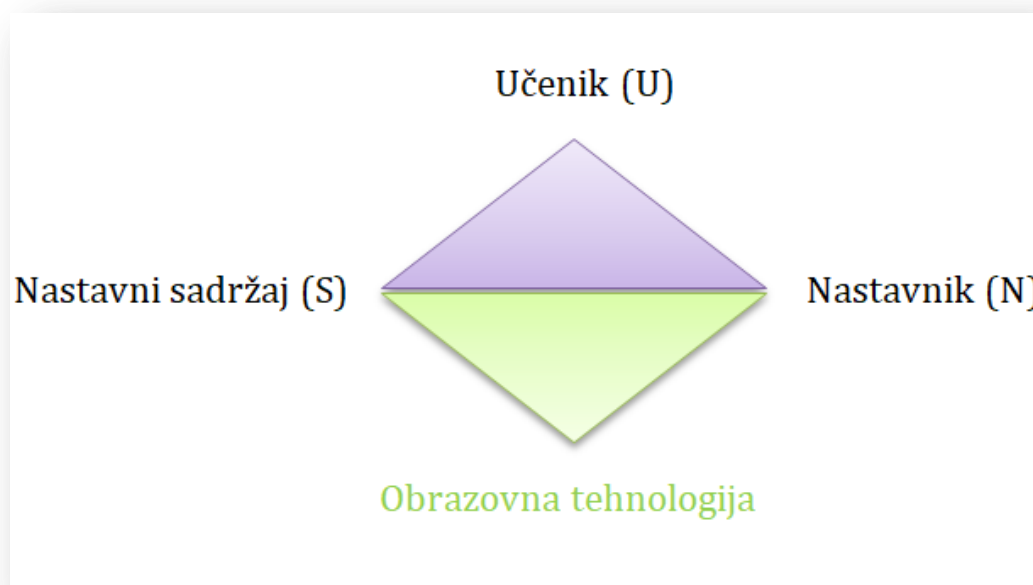 Učenik (U)
Nastavni sadržaj (S)
Nastavnik (N)
Obrazovna tehnologija